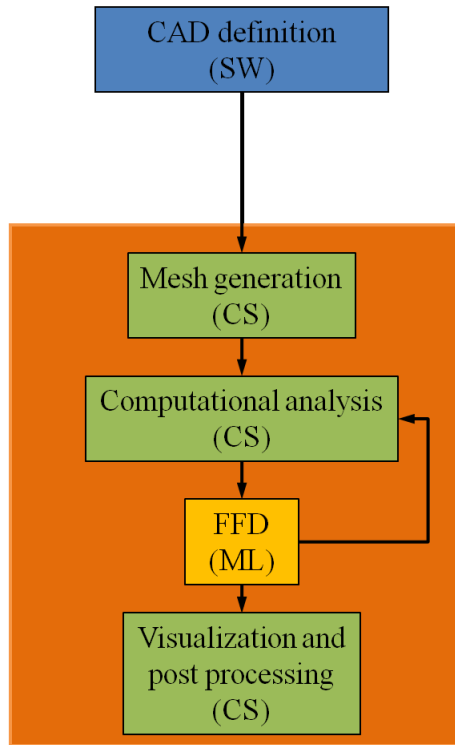 CAD definition
(SW)
Mesh generation
(CS)
Computational analysis
(CS)
FFD
(ML)
Visualization and
post processing
(CS)